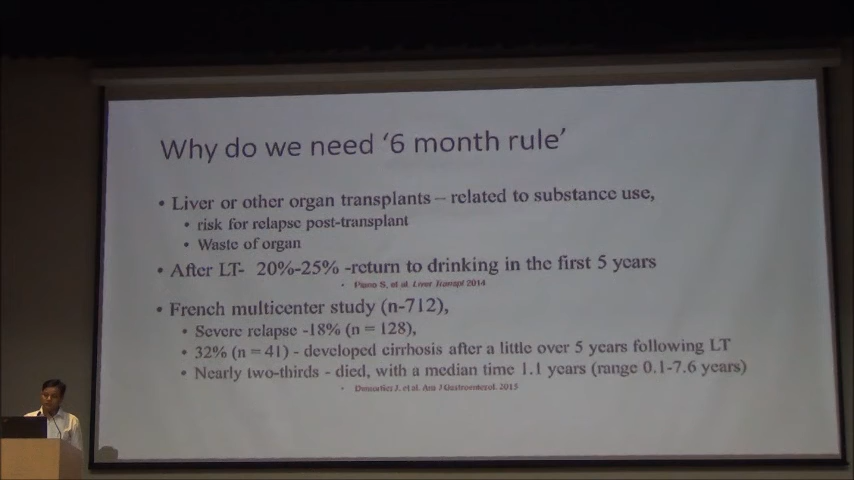 Why do we need ‘6 month rule’
• Liver or other organ transplants – related to substance use,
• risk for relapse post-transplant
• Waste of organ
• After LT- 20%-25% -return to drinking in the first 5 years
• S, et al. Liver Transpl 2014
• French multicenter study (n-712),
• Severe relapse -18% (n = 128),
• 32% (n = 41) - developed cirrhosis after a little over 5 years following LT
• Nearly two-thirds - died, with a median time 1.1 years (range 0.1-7.6 years)
• J, et al. J Gastroenterol. 2015